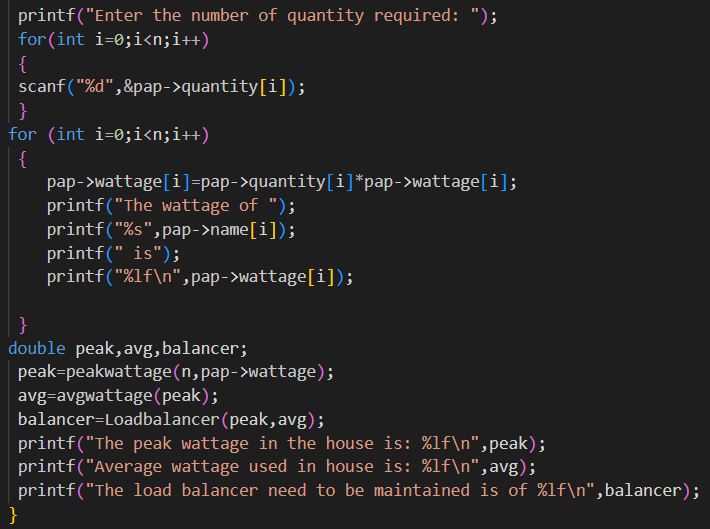 printf("Enter the number of quantity required: ");
for(int i=0;i<n;i++)
{
scanf("%d",&pap->quantity[i]);
}
for (int i=0;i<n;i++)
{
pap->wattage[i]=pap->quantity[i]*pap->wattage[i];
printf("The wattage of ");
printf("%s",pap->name[i]);
printf(" is");
printf("%lf\n",pap->wattage[i]);
}
double peak,avg,balancer;
peak=peakwattage(n,pap->wattage);
avg=avgwattage(peak);
balancer=Loadbalancer(peak,avg);
printf("The peak wattage in the house is: %lf\n",peak);
printf("Average wattage used in house is: %lf\n",avg);
printf("The load balancer need to be maintained is of %lf\n",balancer);
}